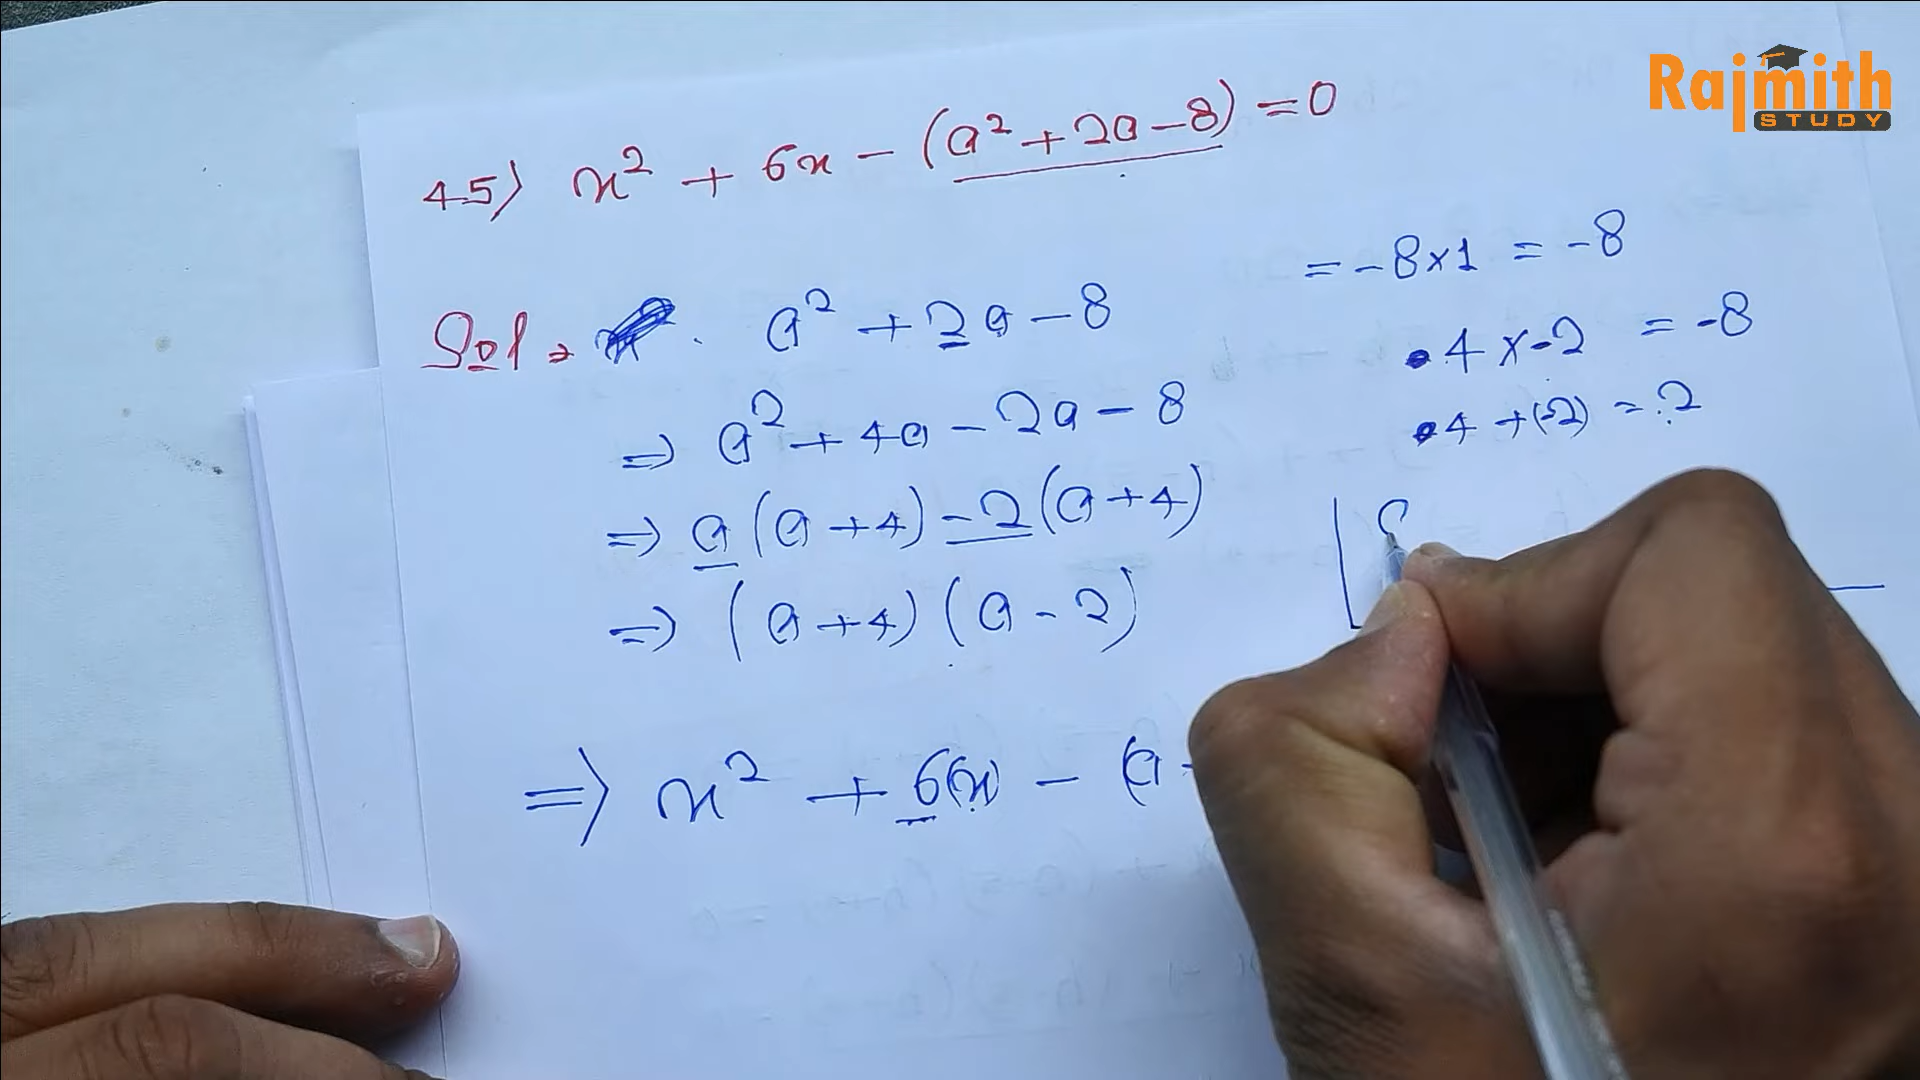 Rajmith
STUDY
45) x² + 6x - (a² + 2a - 8) = 0
Sol → a² + 2a - 8
⇒ a² + 4a - 2a - 8
⇒ a(a + 4) - 2(a + 4)
⇒ (a + 4)(a - 2)
⇒ x² + 6(x) - (a
= -8×1 = -8
4 × -2 = -8
4 + (-2) = 2